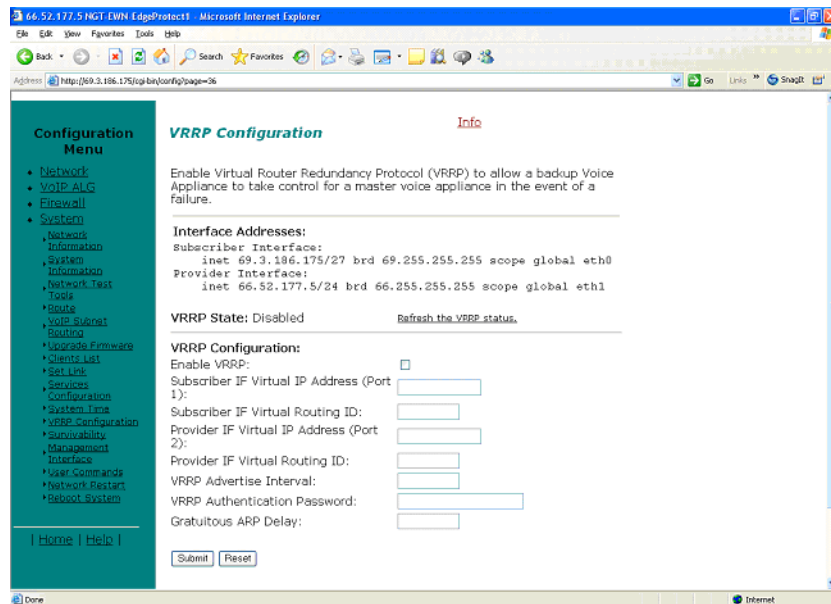 66.52.177.5 NGT-EWN-EdgeProtect1 - Microsoft Internet Explorer
File Edit View Favorites Tools Help
Back Search Favorites
Address http://69.3.186.175/cgi-bin/config?page=36 Go Links » SnagIt
Configuration
Menu
Network
VoIP ALG
Firewall
System
Network
Information
System
Information
Network Test
Tools
Route
VoIP Subnet
Routing
Upgrade Firmware
Clients List
Set Link
Services
Configuration
System Time
VRRP Configuration
Survivability
Management
Interface
User Commands
Network Restart
Reboot System
| Home | Help |
Info
VRRP Configuration
Enable Virtual Router Redundancy Protocol (VRRP) to allow a backup Voice
Appliance to take control for a master voice appliance in the event of a
failure.
Interface Addresses:
Subscriber Interface:
inet 69.3.186.175/27 brd 69.255.255.255 scope global eth0
Provider Interface:
inet 66.52.177.5/24 brd 66.255.255.255 scope global eth1
VRRP State: Disabled Refresh the VRRP status.
VRRP Configuration:
Enable VRRP:
Subscriber IF Virtual IP Address (Port
1):
Subscriber IF Virtual Routing ID:
Provider IF Virtual IP Address (Port
2):
Provider IF Virtual Routing ID:
VRRP Advertise Interval:
VRRP Authentication Password:
Gratuitous ARP Delay:
Submit Reset
Done Internet